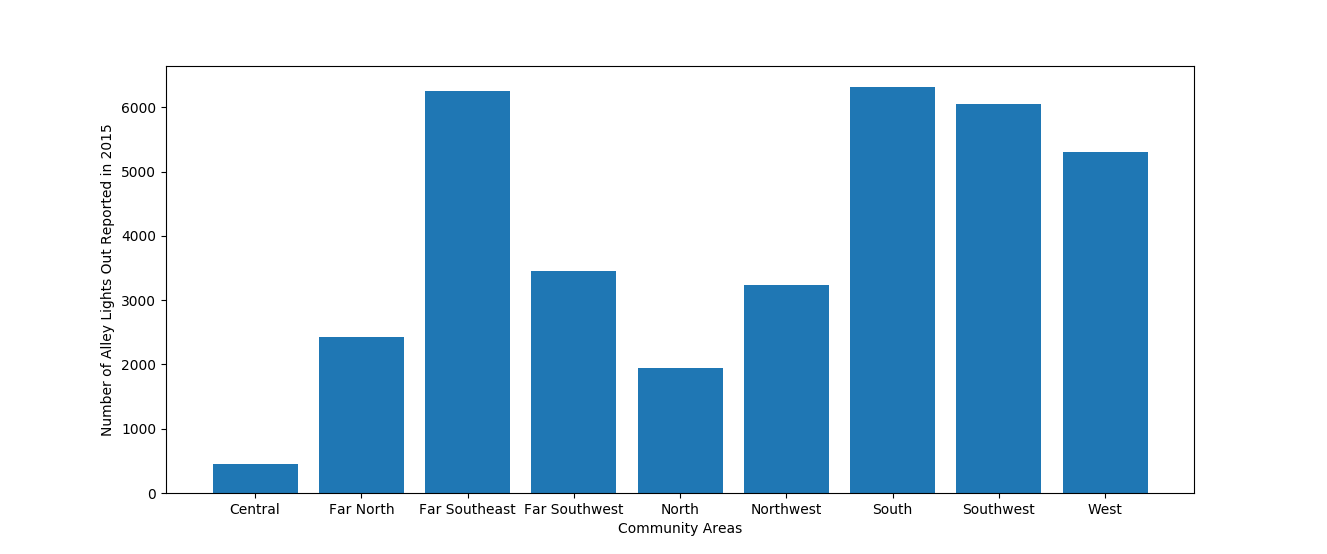 Number of Alley Lights Out Reported in 2015
6000
5000
4000
3000
2000
1000
0
Central Far North Far Southeast Far Southwest North Northwest South Southwest West
Community Areas